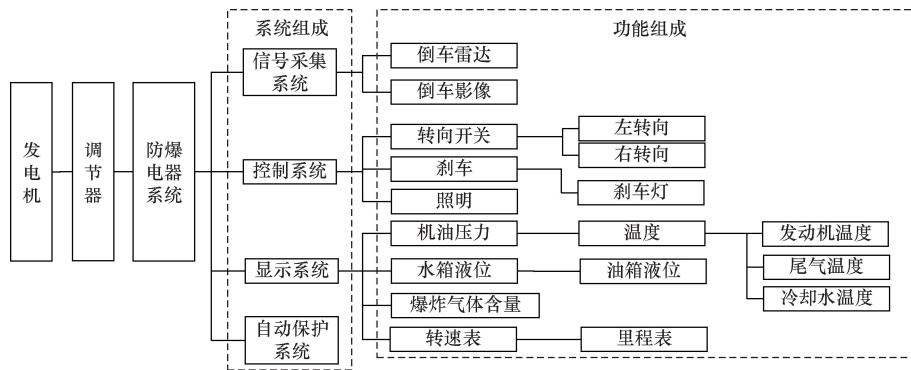 系统组成
功能组成
发电机
调节器
防爆
电器
系统
信号采集
系统
倒车雷达
倒车影像
控制系统
转向开关
左转向
右转向
刹车
刹车灯
照明
显示系统
机油压力
温度
发动机温度
尾气温度
冷却水温度
水箱液位
油箱液位
爆炸气体含量
转速表
里程表
自动保护
系统